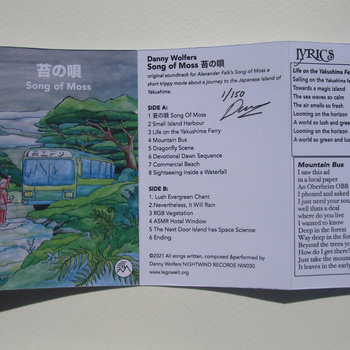 苔の唄
Song of Moss
Danny Wolfers
Song of Moss 苔の唄
original soundtrack for Alexander Falk's Song of Moss a
short trippy movie about a journey to the Japanese island of
Yakushima.
1/150
SIDE A:
1 苔の唄 Song Of Moss
2 Small Island Harbour
3 Life on the Yakushima Ferry
4 Mountain Bus
5 Dragonfly Scene
6 Devotional Dawn Sequence
7 Commercial Beach
8 Sightseeing inside a Waterfall
SIDE B:
1. Lush Evergreen Chant
2.Nevertheless, It Will Rain
3 RGB Vegetation
4 ASMR Hotel Window
5 The Next Door Island has Space Science
6 Ending
©2021 All songs written, composed &performed by
Danny Wolfers NIGHTWIND RECORDS NW030
www.legowelt.org
LYRICS
Life on the Yakushima Ferry
Sailing on the Yakushima ferry
Towards a magical island
The sea waves so calm
The air smells so fresh
Looming on the horizon
A world so lush and green
Looming on the horizon
A world so green and lush
Mountain Bus
I saw this ad
in a local paper
An Oberheim OB8
I phoned and asked
I just need your
well thats a deal
where do you live
I wanted to know
Deep in the forest
Way deep in the
Beyond the trees
How do I get there?
Just take the
It leaves in the early